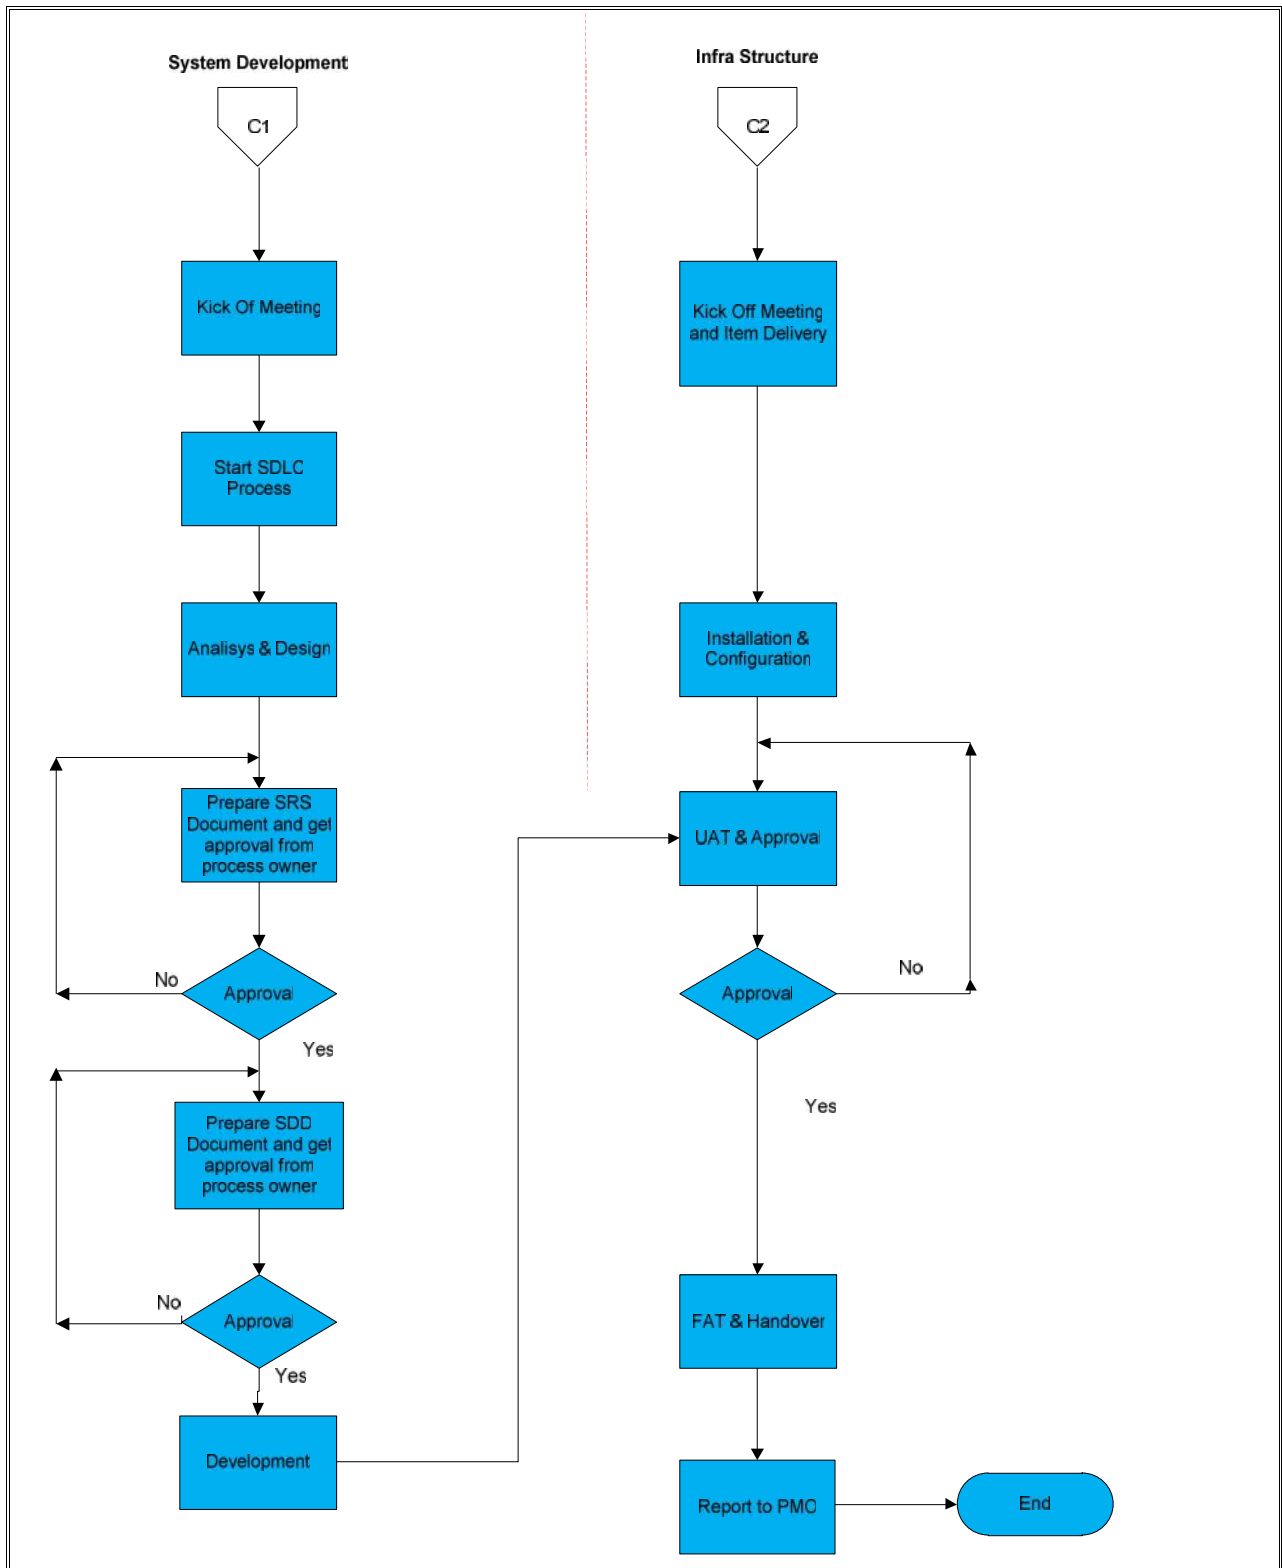 System Development
C1
Kick Of Meeting
Start SDLC
Process
Analisys & Design
Prepare SRS
Document and get
approval from
process owner
No
Approval
Yes
Prepare SDD
Document and get
approval from
process owner
No
Approval
Yes
Development
Infra Structure
C2
Kick Off Meeting
and Item Delivery
Installation &
Configuration
UAT & Approval
No
Approval
Yes
FAT & Handover
Report to PMO
End